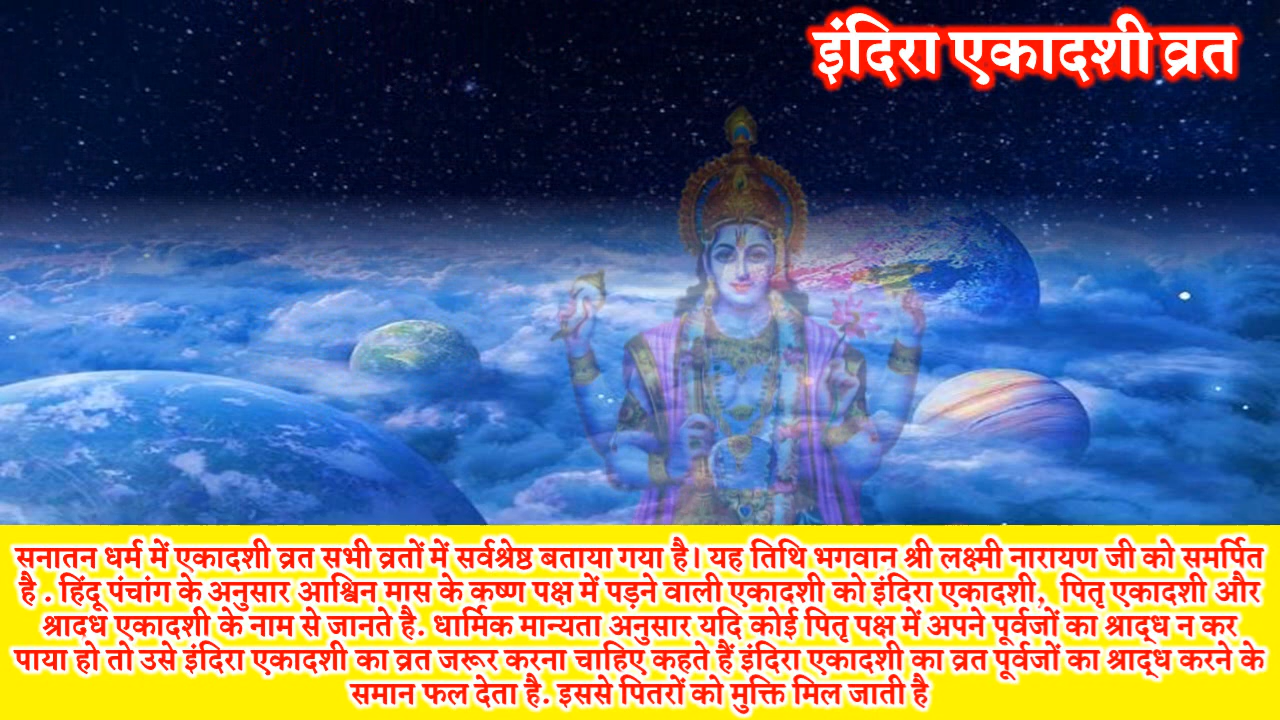 इंदिरा एकादशी व्रत
सनातन धर्म में एकादशी व्रत सभी व्रतों में सर्वश्रेष्ठ बताया गया है। यह तिथि भगवान श्री लक्ष्मी नारायण जी को समर्पित
है . हिंदू पंचांग के अनुसार आश्विन मास के कष्ण पक्ष में पड़ने वाली एकादशी को इंदिरा एकादशी, पितृ एकादशी और
श्रादध एकादशी के नाम से जानते है. धार्मिक मान्यता अनुसार यदि कोई पितृ पक्ष में अपने पूर्वजों का श्राद्ध न कर
पाया हो तो उसे इंदिरा एकादशी का व्रत जरूर करना चाहिए कहते हैं इंदिरा एकादशी का व्रत पूर्वजों का श्राद्ध करने के
समान फल देता है. इससे पितरों को मुक्ति मिल जाती है